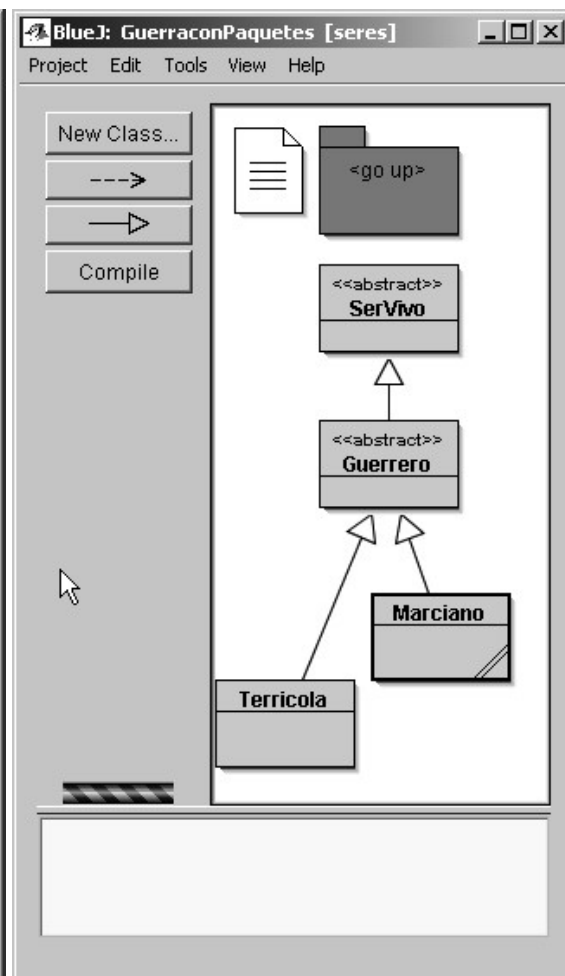 BlueJ: GuerraconPaquetes [seres]
Project Edit Tools View Help
New Class...
Compile
<go up>
<<abstract>>
SerVivo
<<abstract>>
Guerrero
Marciano
Terricola